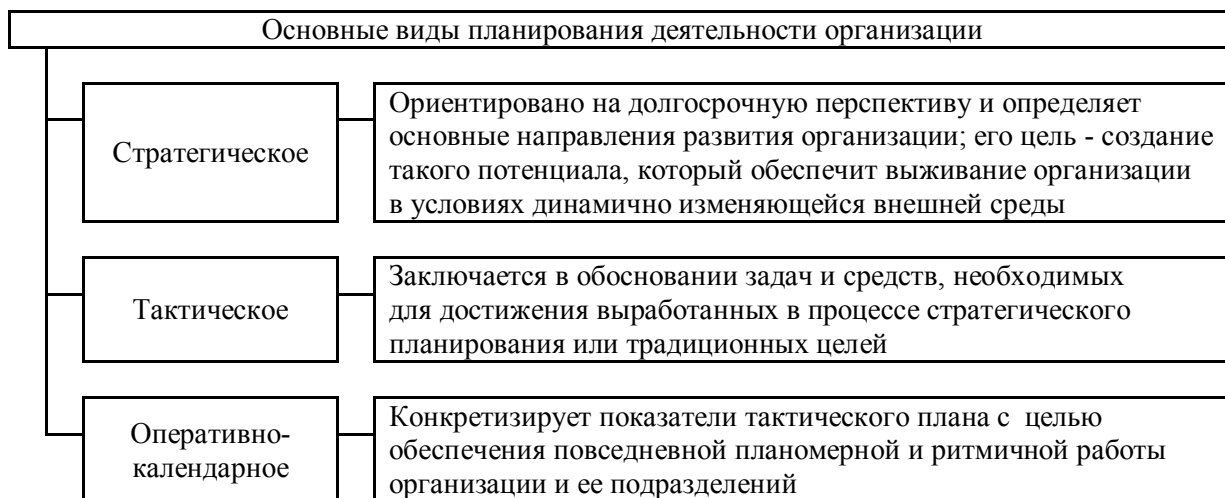 Основные виды планирования деятельности организации
Стратегическое
Ориентировано на долгосрочную перспективу и определяет
основные направления развития организации; его цель - создание
такого потенциала, который обеспечит выживание организации
в условиях динамично изменяющейся внешней среды
Тактическое
Заключается в обосновании задач и средств, необходимых
для достижения выработанных в процессе стратегического
планирования или традиционных целей
Оперативно-
календарное
Конкретизирует показатели тактического плана с целью
обеспечения повседневной планомерной и ритмичной работы
организации и ее подразделений